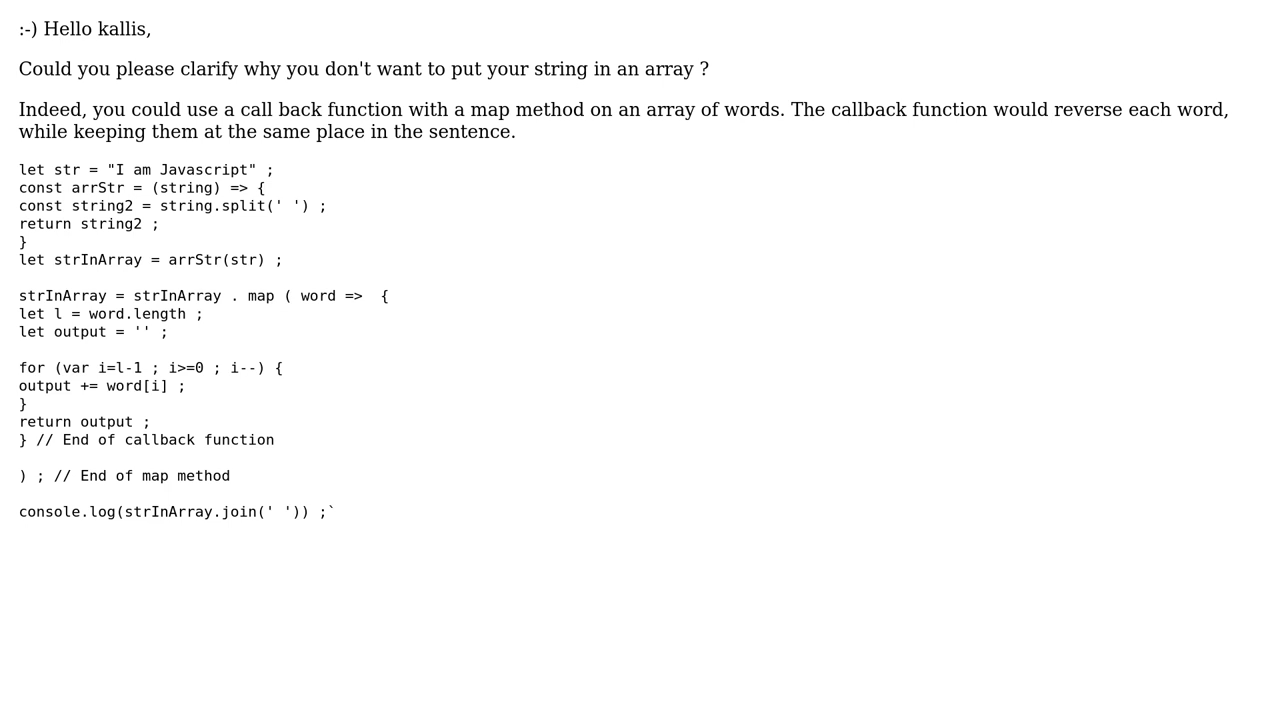 :-) Hello kallis,
Could you please clarify why you don't want to put your string in an array ?
Indeed, you could use a call back function with a map method on an array of words. The callback function would reverse each word,
while keeping them at the same place in the sentence.
let str = "I am Javascript" ;
const arrStr = (string) => {
const string2 = string.split(' ') ;
return string2 ;
}
let strInArray = arrStr(str) ;
strInArray = strInArray . map ( word =>  {
let l = word.length ;
let output = '' ;
for (var i=l-1 ; i>=0 ; i--) {
output += word[i] ;
}
return output ;
} // End of callback function
) ; // End of map method
console.log(strInArray.join(' ')) ;`